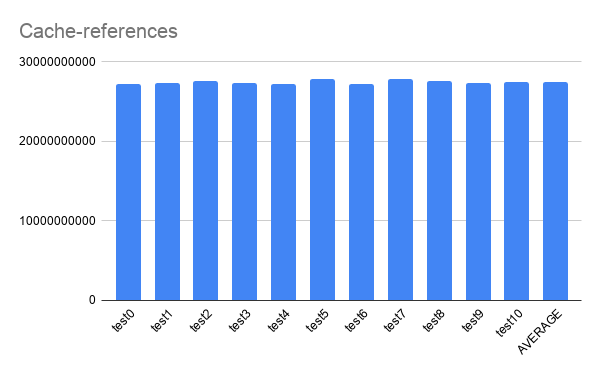 Cache-references
30000000000
20000000000
10000000000
0
test0
test1
test2
test3
test4
test5
test6
test7
test8
test9
test10
AVERAGE